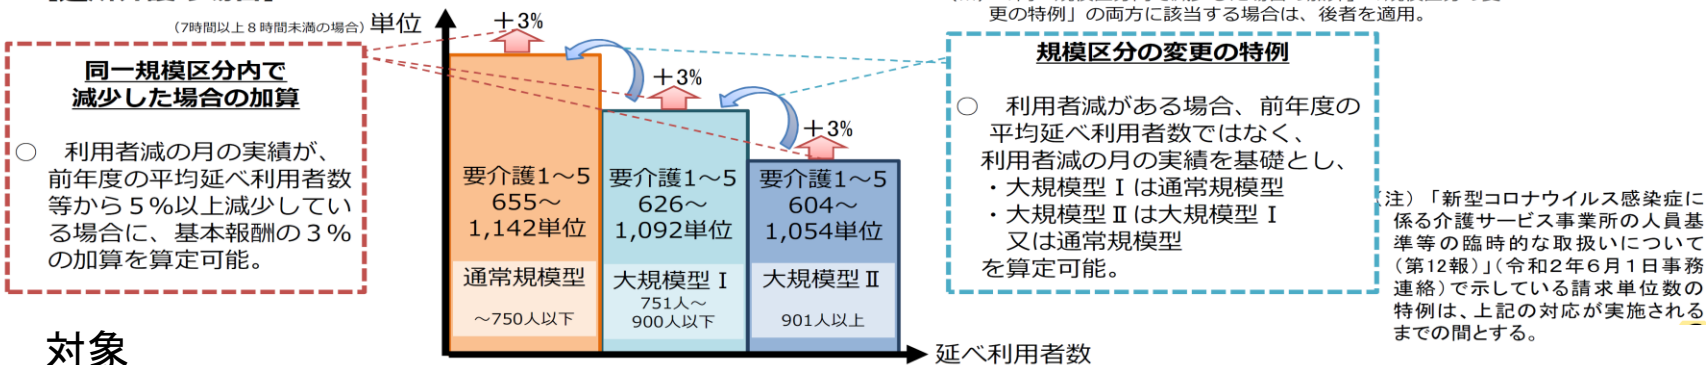 (7時間以上8時間未満の場合)
単位
更の特例」の両方に該当する場合は、後者を適用。
同一規模区分内で
減少した場合の加算
○ 利用者減の月の実績が、
前年度の平均延べ利用者数
等から5%以上減少してい
る場合に、基本報酬の3%
の加算を算定可能。
+3%
+3%
+3%
要介護1～5
655～
1,142単位
通常規模型
～750人以下
要介護1～5
626～
1,092単位
大規模型Ⅰ
751人～
900人以下
要介護1～5
604～
1,054単位
大規模型Ⅱ
901人以上
延べ利用者数
規模区分の変更の特例
○ 利用者減がある場合、前年度の
平均延べ利用者数ではなく、
利用者減の月の実績を基礎とし、
・大規模型Ⅰは通常規模型
・大規模型Ⅱは大規模型Ⅰ
又は通常規模型
を算定可能。
(注)「新型コロナウイルス感染症に
係る介護サービス事業所の人員基
準等の臨時的な取扱いについて
(第12報)」(令和2年6月1日事務
連絡)で示している請求単位数の
特例は、上記の対応が実施される
までの間とする。
対象